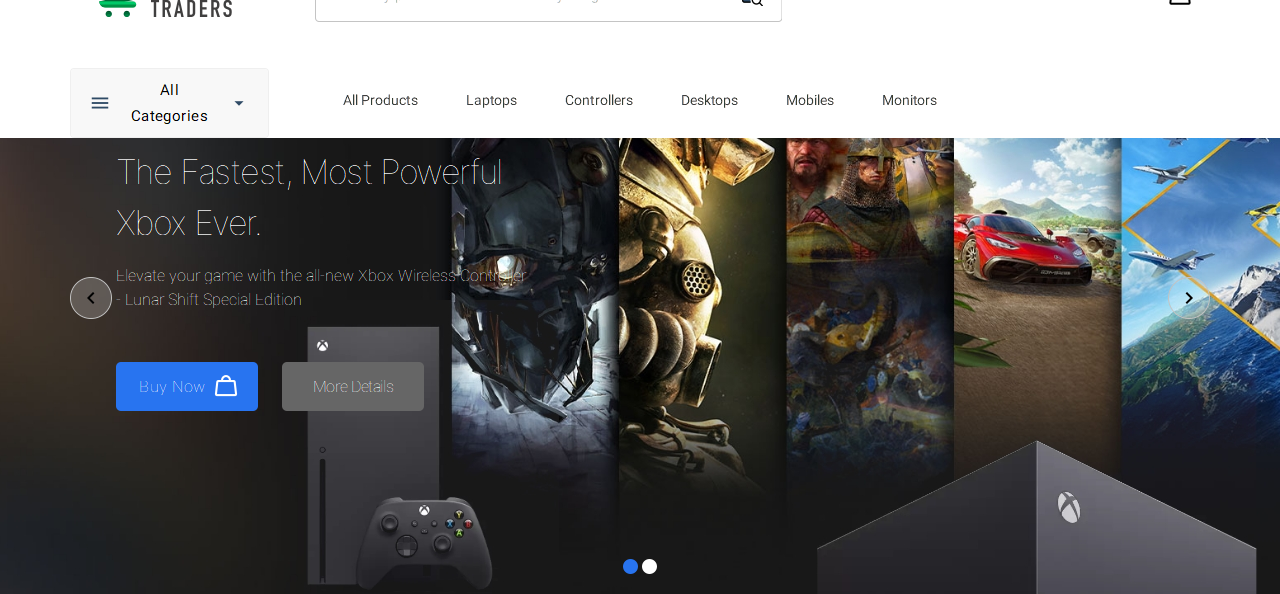 TRADERS
All
Categories
All Products
Laptops
Controllers
Desktops
Mobiles
Monitors
The Fastest, Most Powerful
Xbox Ever.
Elevate your game with the all-new Xbox Wireless Controller
- Lunar Shift Special Edition
Buy Now
More Details